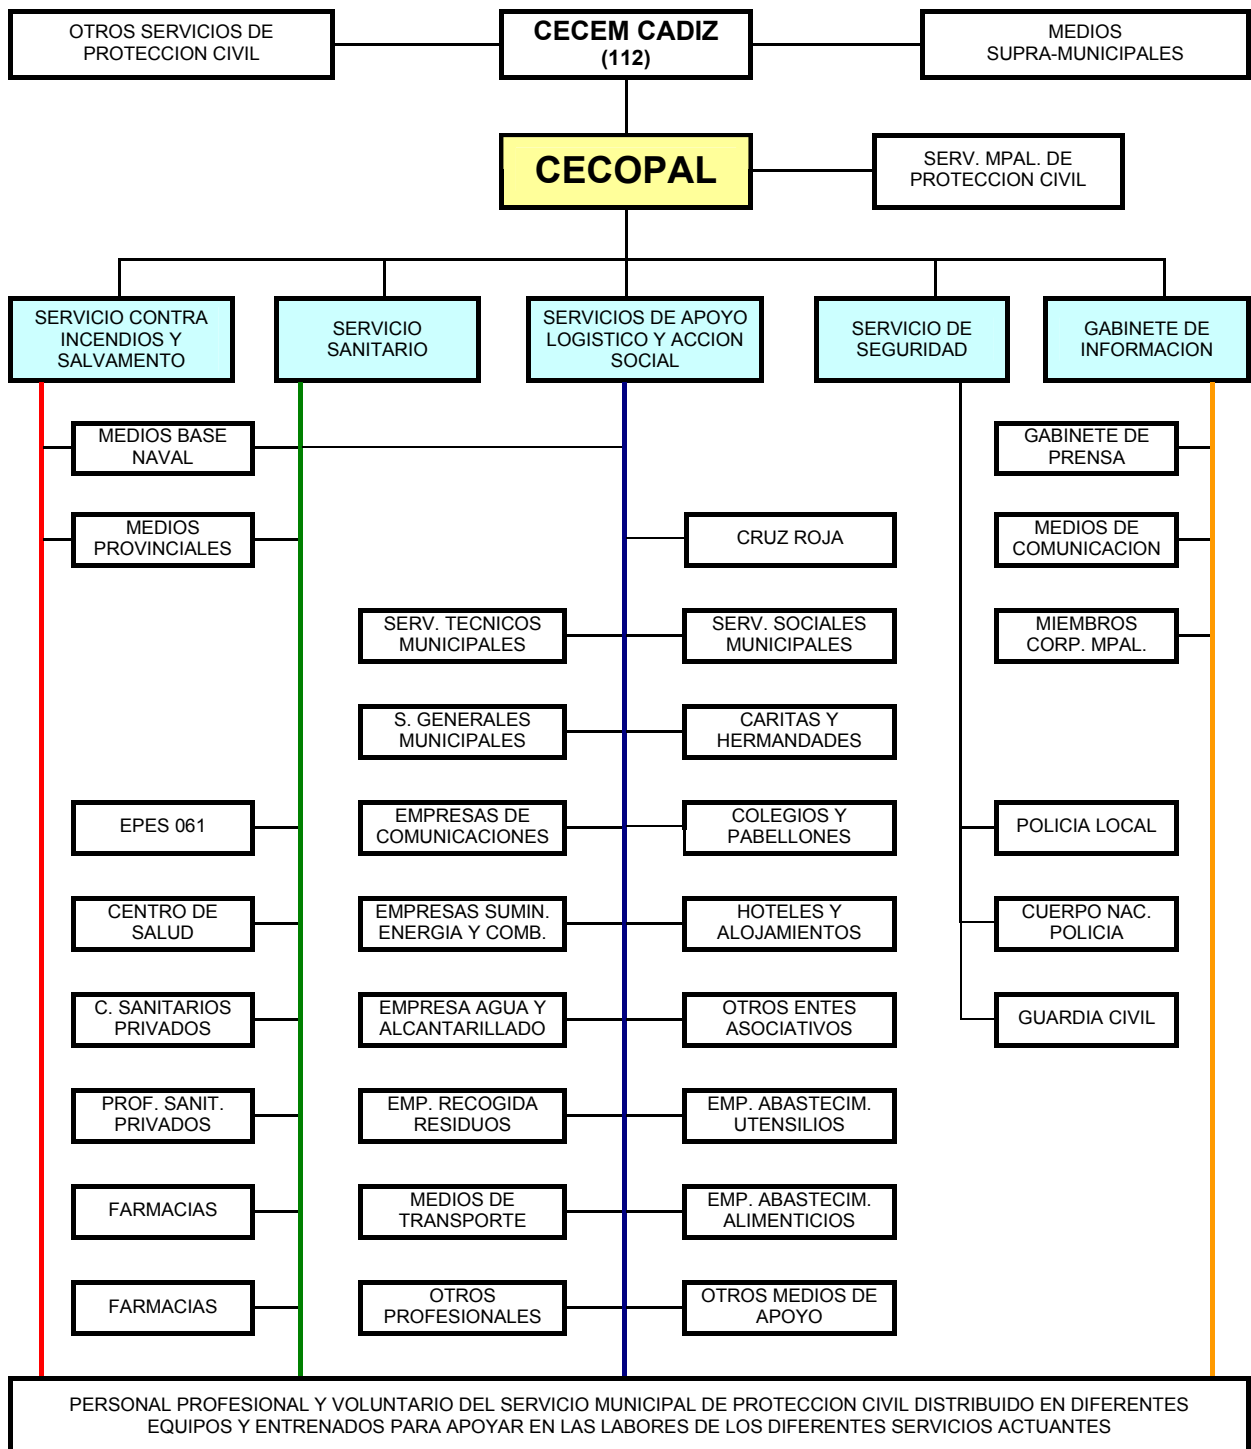 OTROS SERVICIOS DE
PROTECCION CIVIL
CECEM CADIZ
(112)
MEDIOS
SUPRA-MUNICIPALES
CECOPAL
SERV. MPAL. DE
PROTECCION CIVIL
SERVICIO CONTRA
INCENDIOS Y
SALVAMENTO
SERVICIO
SANITARIO
SERVICIOS DE APOYO
LOGISTICO Y ACCION
SOCIAL
SERVICIO DE
SEGURIDAD
GABINETE DE
INFORMACION
MEDIOS BASE
NAVAL
GABINETE DE
PRENSA
MEDIOS
PROVINCIALES
CRUZ ROJA
MEDIOS DE
COMUNICACION
SERV. TECNICOS
MUNICIPALES
SERV. SOCIALES
MUNICIPALES
MIEMBROS
CORP. MPAL.
S. GENERALES
MUNICIPALES
CARITAS Y
HERMANDADES
EPES 061
EMPRESAS DE
COMUNICACIONES
COLEGIOS Y
PABELLONES
POLICIA LOCAL
CENTRO DE
SALUD
EMPRESAS SUMIN.
ENERGIA Y COMB.
HOTELES Y
ALOJAMIENTOS
CUERPO NAC.
POLICIA
C. SANITARIOS
PRIVADOS
EMPRESA AGUA Y
ALCANTARILLADO
OTROS ENTES
ASOCIATIVOS
GUARDIA CIVIL
PROF. SANIT.
PRIVADOS
EMP. RECOGIDA
RESIDUOS
EMP. ABASTECIM.
UTENSILIOS
FARMACIAS
MEDIOS DE
TRANSPORTE
EMP. ABASTECIM.
ALIMENTICIOS
FARMACIAS
OTROS
PROFESIONALES
OTROS MEDIOS DE
APOYO
PERSONAL PROFESIONAL Y VOLUNTARIO DEL SERVICIO MUNICIPAL DE PROTECCION CIVIL DISTRIBUIDO EN DIFERENTES
EQUIPOS Y ENTRENADOS PARA APOYAR EN LAS LABORES DE LOS DIFERENTES SERVICIOS ACTUANTES